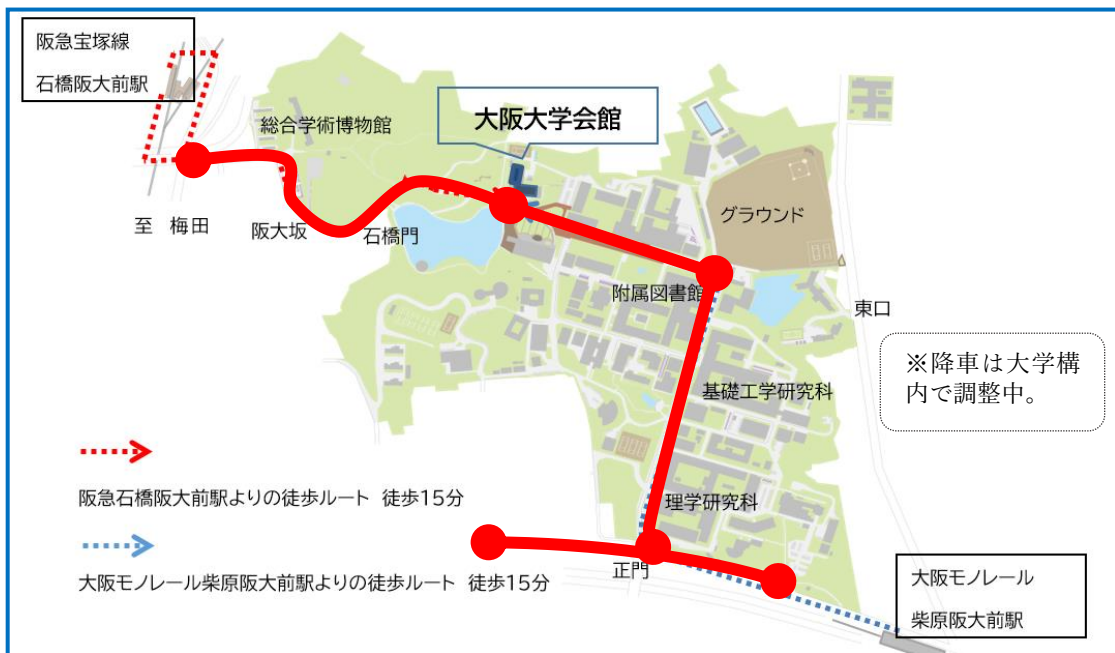 阪急宝塚線
石橋阪大前駅
総合学術博物館
大阪大学会館
グラウンド
至 梅田
阪大坂
石橋門
附属図書館
東口
※降車は大学構
内で調整中。
基礎工学研究科
阪急石橋阪大前駅よりの徒歩ルート 徒歩15分
理学研究科
正門
大阪モノレール柴原阪大前駅よりの徒歩ルート 徒歩15分
大阪モノレール
柴原阪大前駅